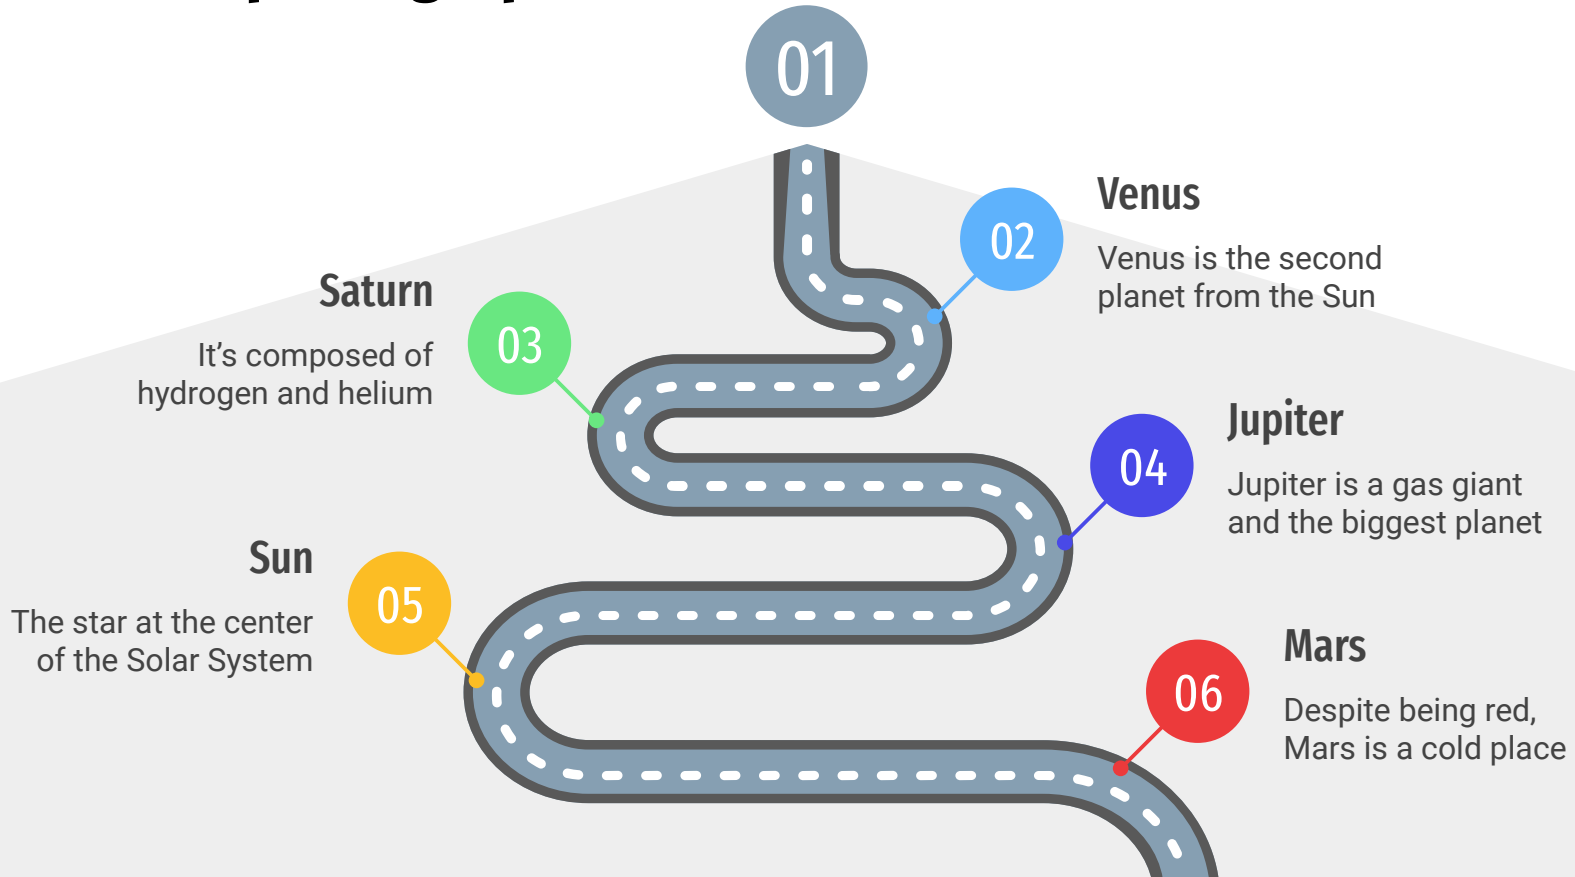 01
02
Venus
Venus is the second
planet from the Sun
03
Saturn
It’s composed of
hydrogen and helium
04
Jupiter
Jupiter is a gas giant
and the biggest planet
05
Sun
The star at the center
of the Solar System
06
Mars
Despite being red,
Mars is a cold place